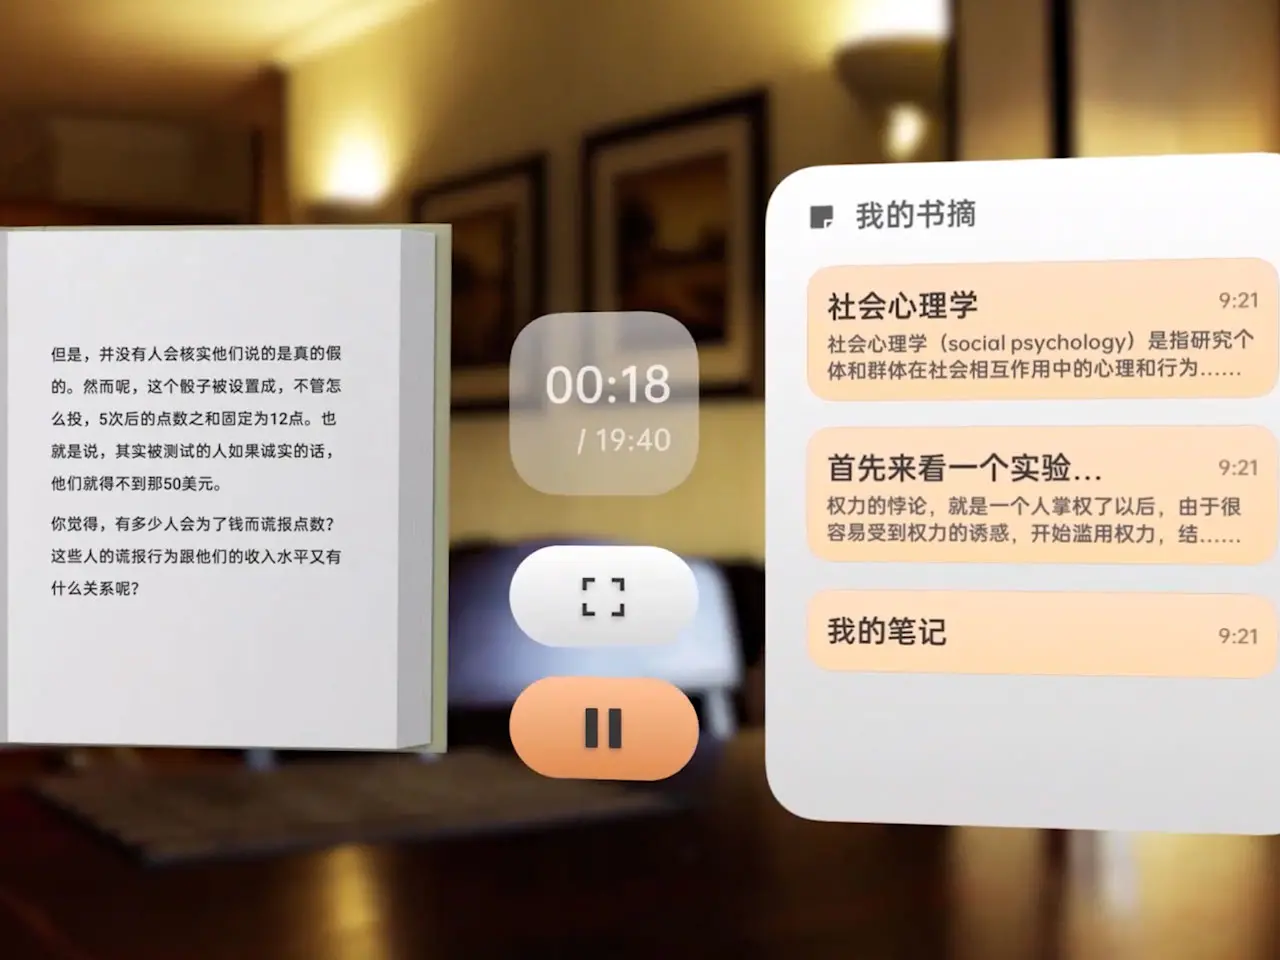 但是，并没有人会核实他们说的是真的假
的。然而呢，这个骰子被设置成，不管怎
么投，5次后的点数之和固定为12点。也
就是说，其实被测试的人如果诚实的话，
他们就得不到那50美元。
你觉得，有多少人会为了钱而谎报点数？
这些人的谎报行为跟他们的收入水平又有
什么关系呢？
00:18
/ 19:40
我的书摘
社会心理学 9:21
社会心理学（social psychology）是指研究个
体和群体在社会相互作用中的心理和行为……
首先来看一个实验... 9:21
权力的悖论，就是一个人掌权了以后，由于很
容易受到权力的诱惑，开始滥用权力，结……
我的笔记 9:21